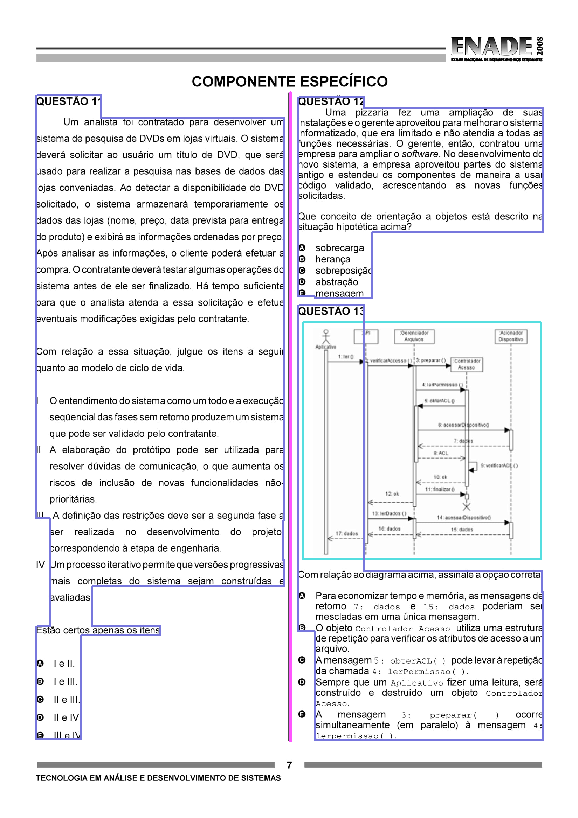 ENADE 2008
EXAME NACIONAL DE DESEMPENHO DOS ESTUDANTES
COMPONENTE ESPECÍFICO
QUESTÃO 11
Um analista foi contratado para desenvolver um
sistema de pesquisa de DVDs em lojas virtuais. O sistema
deverá solicitar ao usuário um título de DVD, que será
usado para realizar a pesquisa nas bases de dados das
lojas conveniadas. Ao detectar a disponibilidade do DVD
solicitado, o sistema armazenará temporariamente os
dados das lojas (nome, preço, data prevista para entrega
do produto) e exibirá as informações ordenadas por preço.
Após analisar as informações, o cliente poderá efetuar a
compra. O contratante deverá testar algumas operações do
sistema antes de ele ser finalizado. Há tempo suficiente
para que o analista atenda a essa solicitação e efetue
eventuais modificações exigidas pelo contratante.
Com relação a essa situação, julgue os itens a seguir
quanto ao modelo de ciclo de vida.
I O entendimento do sistema como um todo e a execução
seqüencial das fases sem retorno produzem um sistema
que pode ser validado pelo contratante.
II A elaboração do protótipo pode ser utilizada para
resolver dúvidas de comunicação, o que aumenta os
riscos de inclusão de novas funcionalidades não-
prioritárias.
III A definição das restrições deve ser a segunda fase a
ser realizada no desenvolvimento do projeto,
correspondendo à etapa de engenharia.
IV Um processo iterativo permite que versões progressivas
mais completas do sistema sejam construídas e
avaliadas.
Estão certos apenas os itens
A I e II.
B I e III.
C II e III.
D II e IV.
E III e IV.
QUESTÃO 12
Uma pizzaria fez uma ampliação de suas
instalações e o gerente aproveitou para melhorar o sistema
informatizado, que era limitado e não atendia a todas as
funções necessárias. O gerente, então, contratou uma
empresa para ampliar o software. No desenvolvimento do
novo sistema, a empresa aproveitou partes do sistema
antigo e estendeu os componentes de maneira a usar
código validado, acrescentando as novas funções
solicitadas.
Que conceito de orientação a objetos está descrito na
situação hipotética acima?
A sobrecarga
B herança
C sobreposição
D abstração
E mensagem
QUESTÃO 13
Aplicativo
:API
:Gerenciador Arquivos
:Acionador Dispositivo
1: ler()
2: verificarAcesso ()
3: preparar ()
:Controlador Acesso
4: lerPermissao ()
5: obterACL ()
6: acessarDispositivo()
7: dados
8: ACL
9: verificarACL ()
10: ok
11: finalizar ()
12: ok
13: lerDados ()
14: acessarDispositivo()
15: dados
16: dados
17: dados
Com relação ao diagrama acima, assinale a opção correta.
A Para economizar tempo e memória, as mensagens de
retorno 7: dados e 15: dados poderiam ser
mescladas em uma única mensagem.
B O objeto Controlador Acesso utiliza uma estrutura
de repetição para verificar os atributos de acesso a um
arquivo.
C A mensagem 5: obterACL( ) pode levar à repetição
da chamada 4: lerPermissao( ).
D Sempre que um Aplicativo fizer uma leitura, será
construído e destruído um objeto Controlador
Acesso.
E A mensagem 3: preparar( ) ocorre
simultaneamente (em paralelo) à mensagem 4:
lerpermissao( ).
7
TECNOLOGIA EM ANÁLISE E DESENVOLVIMENTO DE SISTEMAS